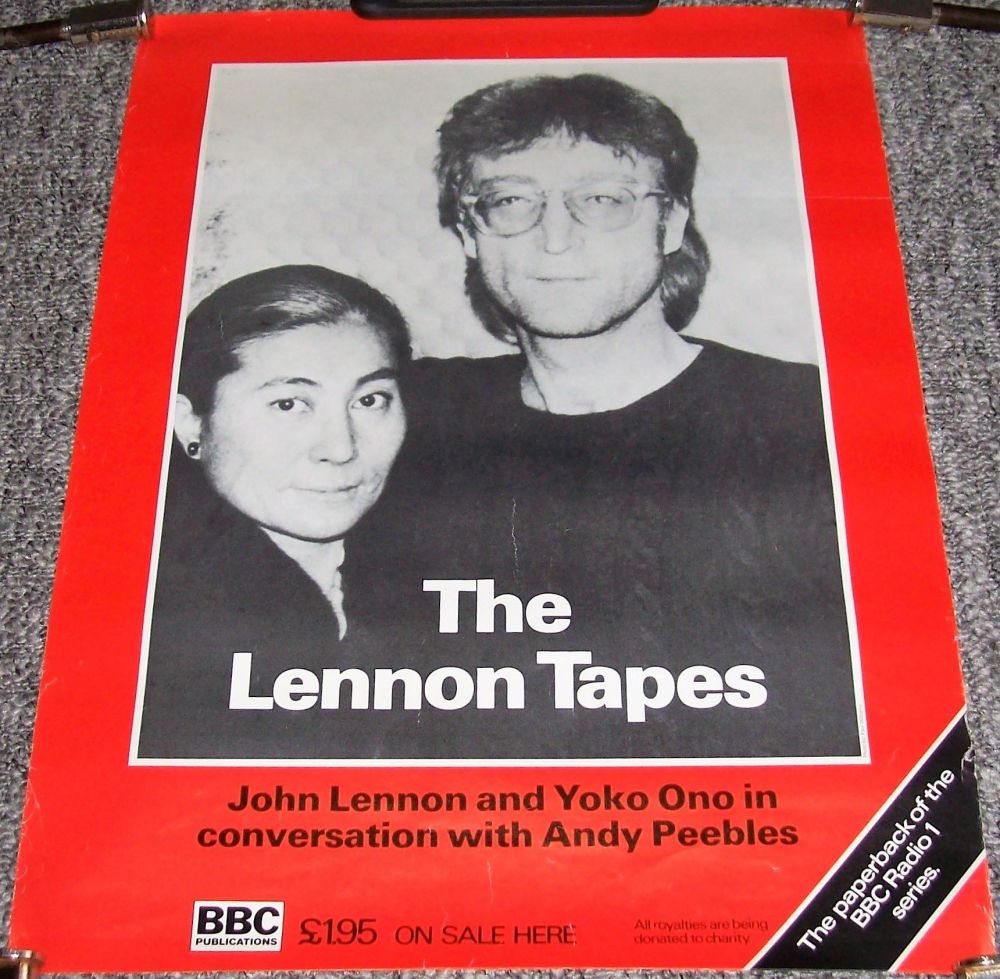 The
Lennon Tapes
John Lennon and Yoko Ono in
conversation with Andy Peebles
BBC
PUBLICATIONS
£1.95 ON SALE HERE
All royalties are being
donated to charity
The paperback of the
BBC Radio 1
series.